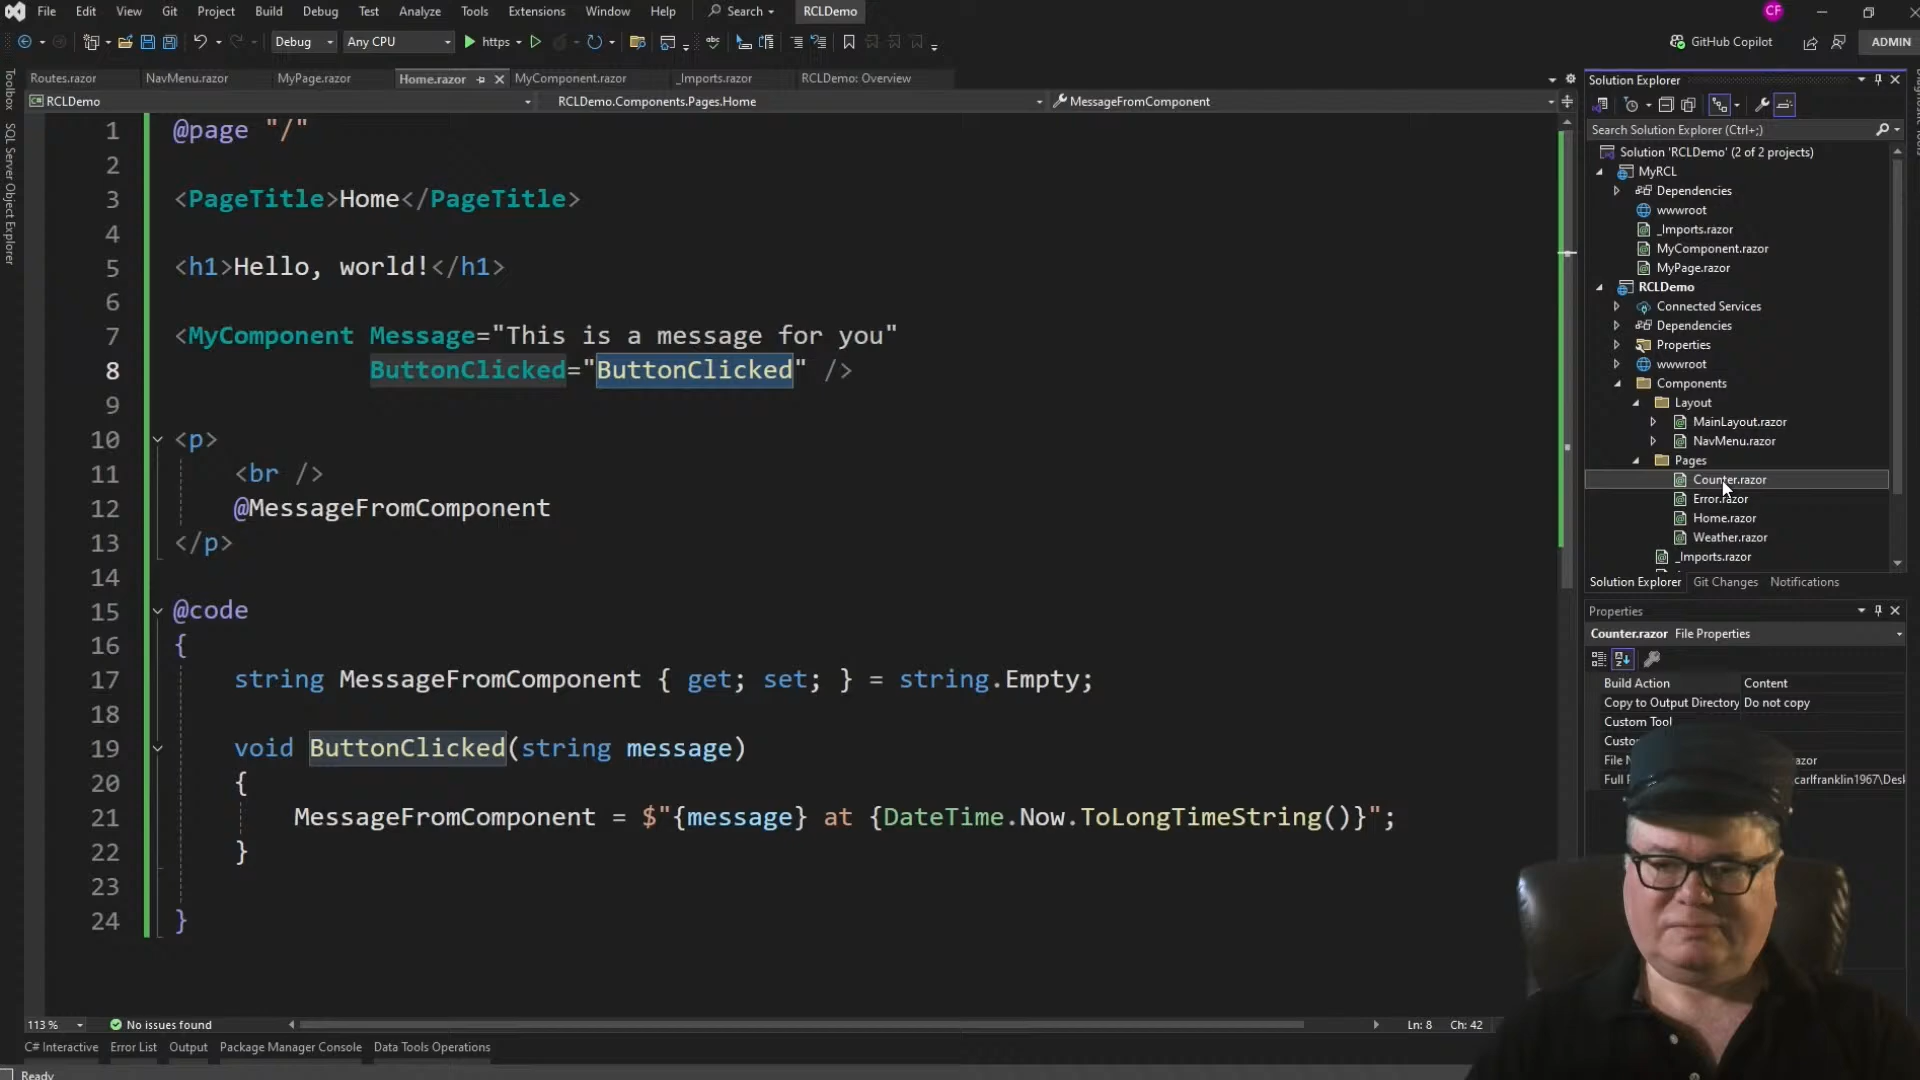 File Edit View Git Project Build Debug Test Analyze Tools Extensions Window Help Search RCLDemo CF
Debug Any CPU https GitHub Copilot ADMIN
Routes.razor NavMenu.razor MyPage.razor Home.razor MyComponent.razor _Imports.razor RCLDemo: Overview
RCLDemo RCLDemo.Components.Pages.Home MessageFromComponent
Toolbox
SQL Server Object Explorer
1 @page "/"
2
3 <PageTitle>Home</PageTitle>
4
5 <h1>Hello, world!</h1>
6
7 <MyComponent Message="This is a message for you"
8 ButtonClicked="ButtonClicked" />
9
10 <p>
11 <br />
12 @MessageFromComponent
13 </p>
14
15 @code
16 {
17 string MessageFromComponent { get; set; } = string.Empty;
18
19 void ButtonClicked(string message)
20 {
21 MessageFromComponent = $"{message} at {DateTime.Now.ToLongTimeString()}";
22 }
23
24 }
113 % No issues found Ln: 8 Ch: 42
C# Interactive Error List Output Package Manager Console Data Tools Operations
Ready
Solution Explorer
Search Solution Explorer (Ctrl+;)
Solution 'RCLDemo' (2 of 2 projects)
MyRCL
Dependencies
wwwroot
_Imports.razor
MyComponent.razor
MyPage.razor
RCLDemo
Connected Services
Dependencies
Properties
wwwroot
Components
Layout
MainLayout.razor
NavMenu.razor
Pages
Counter.razor
Error.razor
Home.razor
Weather.razor
_Imports.razor
Solution Explorer Git Changes Notifications
Properties
Counter.razor File Properties
Build Action Content
Copy to Output Directory Do not copy
Custom Tool